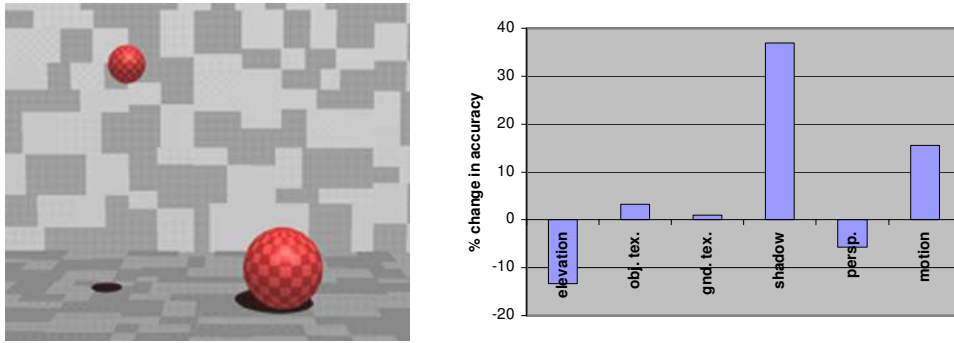 40
30
20
10
0
-10
-20
% change in accuracy
elevation
obj. tex.
gnd. tex.
shadow
persp.
motion